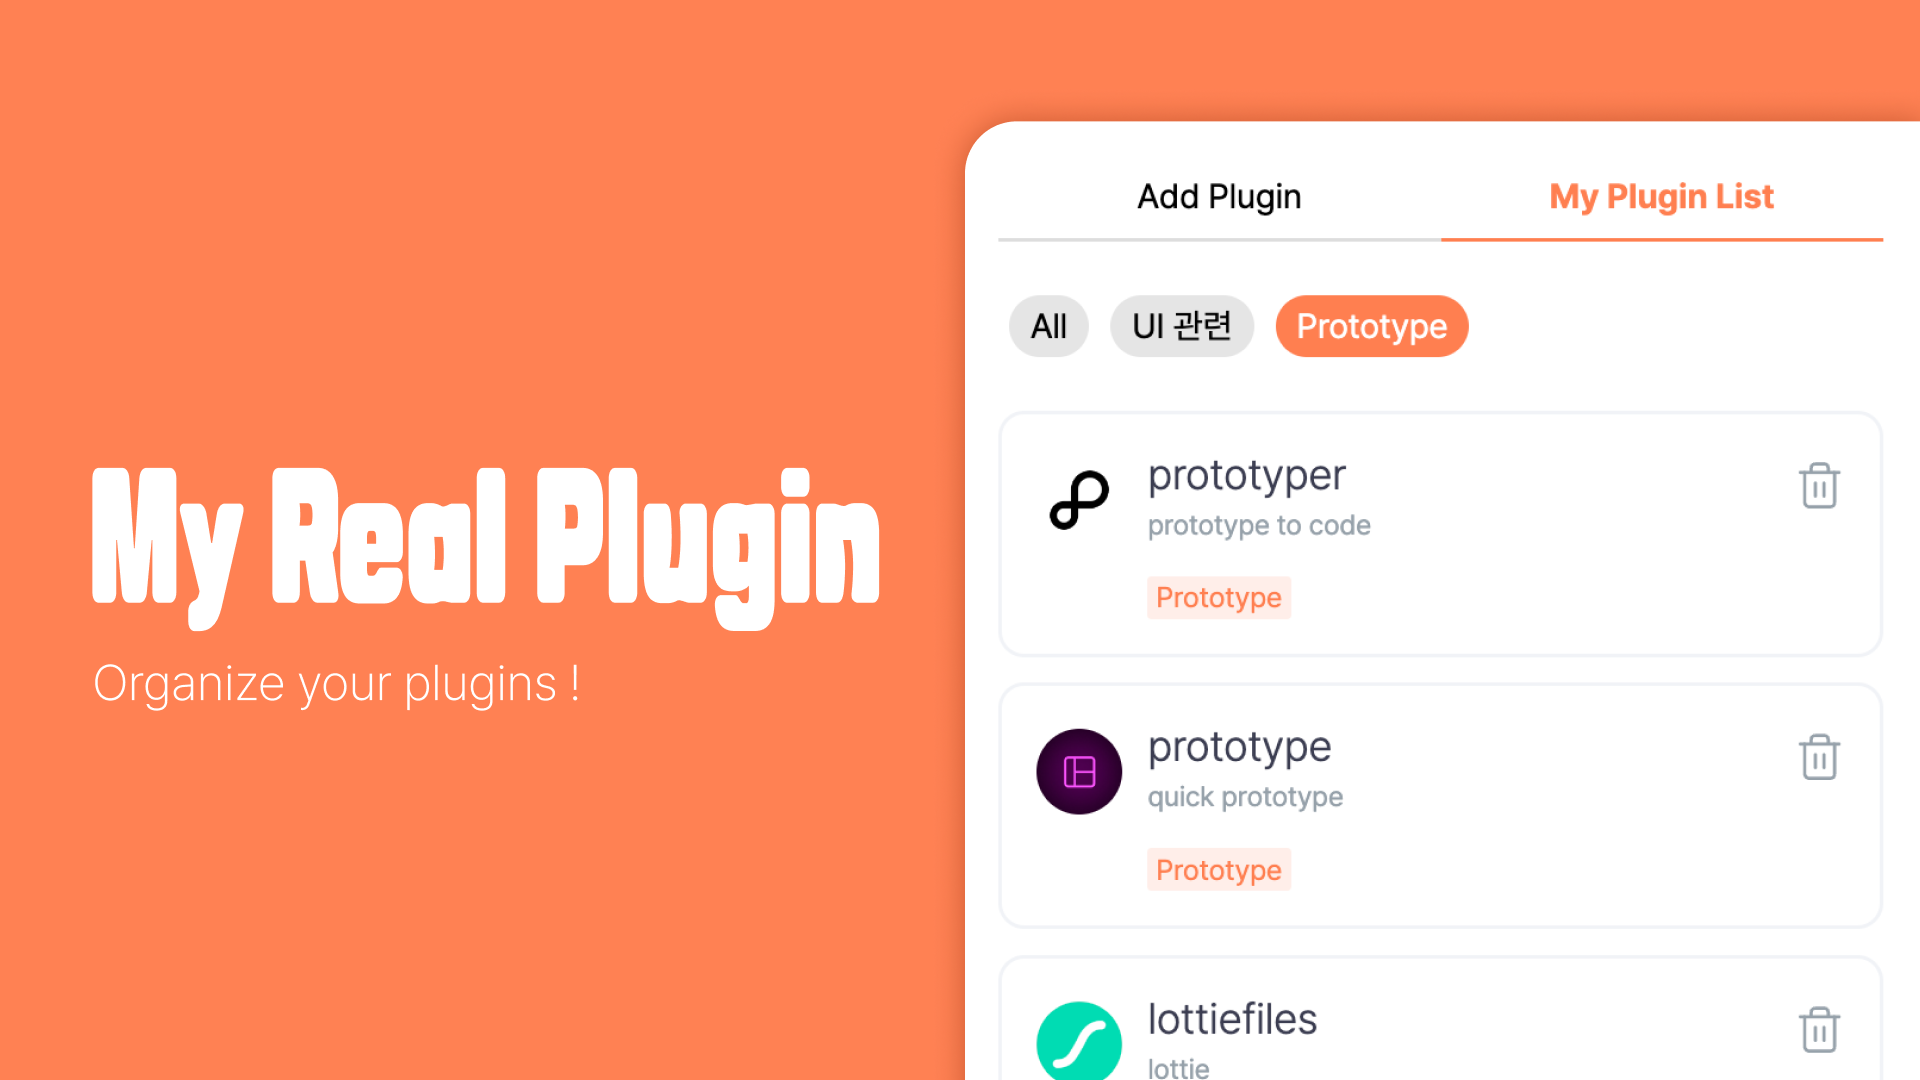 My Real Plugin
Organize your plugins !
Add Plugin
My Plugin List
All
UI 관련
Prototype
prototyper
prototype to code
Prototype
prototype
quick prototype
Prototype
lottiefiles
lottie